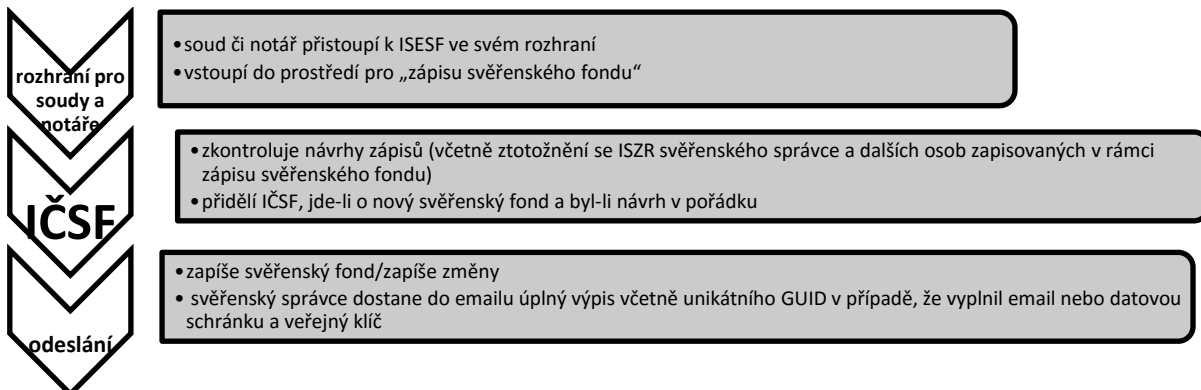 rozhraní pro
soudy a
notáře
•soud či notář přistoupí k ISESF ve svém rozhraní
•vstoupí do prostředí pro „zápisu svěřenského fondu“
IČSF
•zkontroluje návrhy zápisů (včetně ztotožnění se ISZR svěřenského správce a dalších osob zapisovaných v rámci
zápisu svěřenského fondu)
•přidělí IČSF, jde-li o nový svěřenský fond a byl-li návrh v pořádku
odeslání
•zapíše svěřenský fond/zapíše změny
• svěřenský správce dostane do emailu úplný výpis včetně unikátního GUID v případě, že vyplnil email nebo datovou
schránku a veřejný klíč